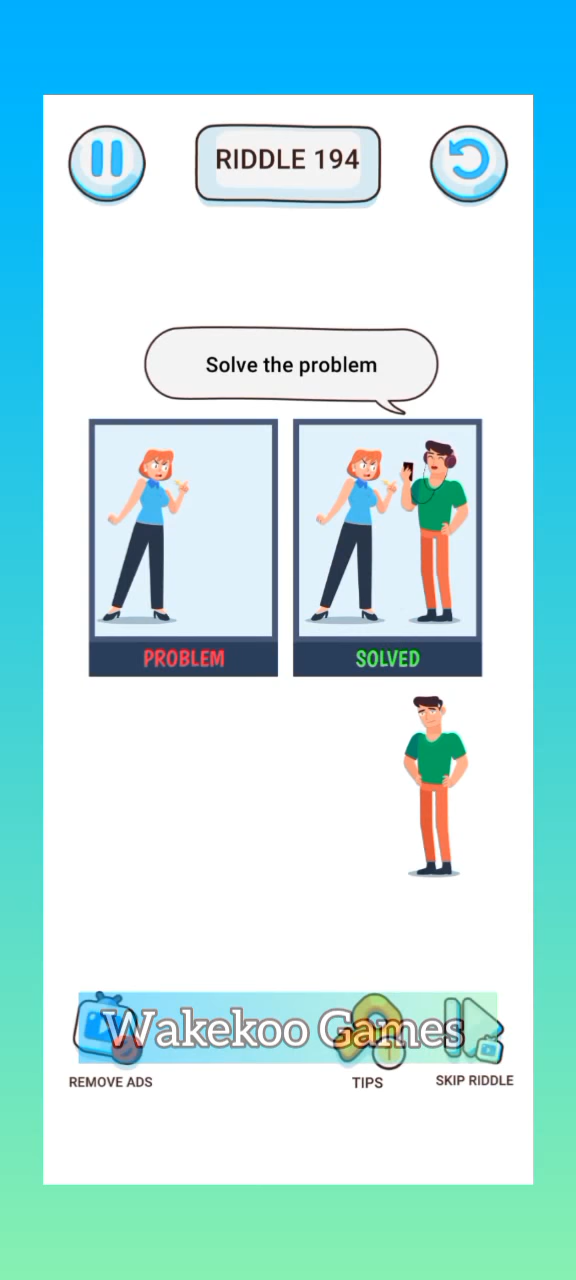 RIDDLE 194
Solve the problem
PROBLEM
SOLVED
Wakekoo Games
REMOVE ADS
TIPS
SKIP RIDDLE